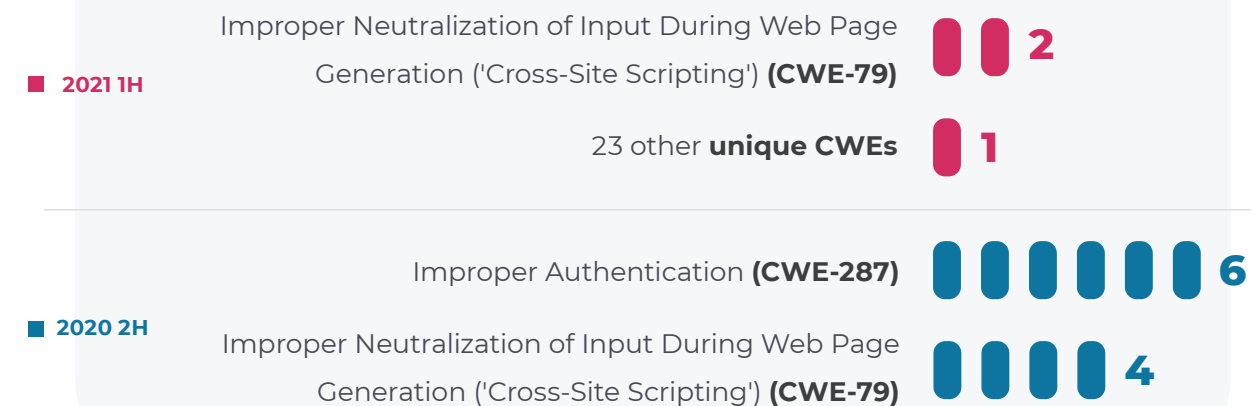 Improper Neutralization of Input During Web Page
Generation ('Cross-Site Scripting') (CWE-79)
2
2021 1H
23 other unique CWEs
1
Improper Authentication (CWE-287)
6
2020 2H
Improper Neutralization of Input During Web Page
Generation ('Cross-Site Scripting') (CWE-79)
4